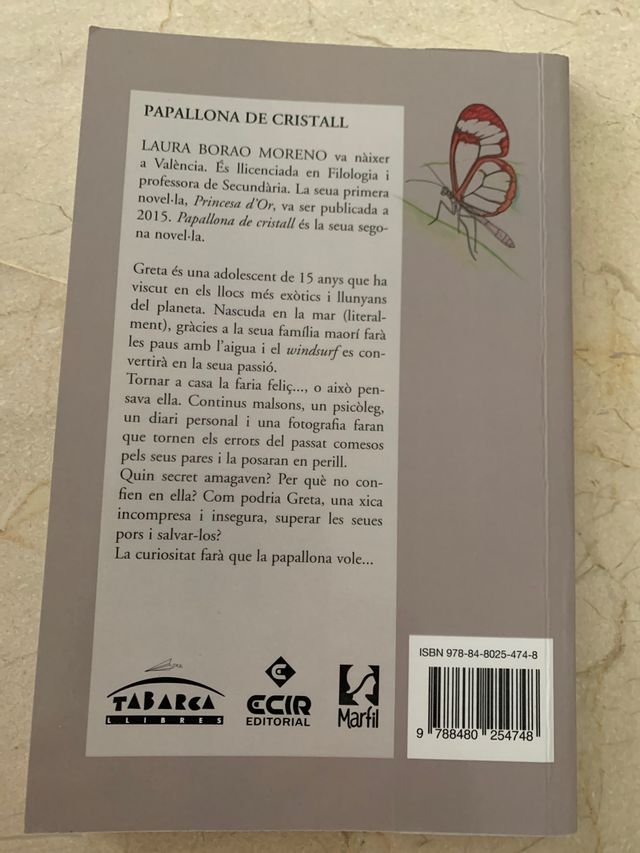 PAPALLONA DE CRISTALL
LAURA BORAO MORENO va nàixer
a València. És llicenciada en Filologia i
professora de Secundària. La seua primera
novel·la, Princesa d'Or, va ser publicada a
2015. Papallona de cristall és la seua sego-
na novel·la.
Greta és una adolescent de 15 anys que ha
viscut en els llocs més exòtics i llunyans
del planeta. Nascuda en la mar (literal-
ment), gràcies a la seua família maorí farà
les paus amb l'aigua i el windsurf es con-
vertirà en la seua passió.
Tornar a casa la faria feliç..., o això pen-
sava ella. Continus malsons, un psicòleg,
un diari personal i una fotografia faran
que tornen els errors del passat comesos
pels seus pares i la posaran en perill.
Quin secret amagaven? Per què no con-
fien en ella? Com podria Greta, una xica
incompresa i insegura, superar les seues
pors i salvar-los?
La curiositat farà que la papallona vole...
TABARCA
LLIBRES
ECIR
EDITORIAL
Marfil
ISBN 978-84-8025-474-8
9 788480 254748